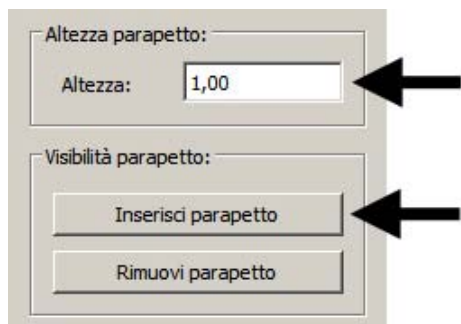 Altezza parapetto:
Altezza: 1,00
Visibilità parapetto:
Inserisci parapetto
Rimuovi parapetto